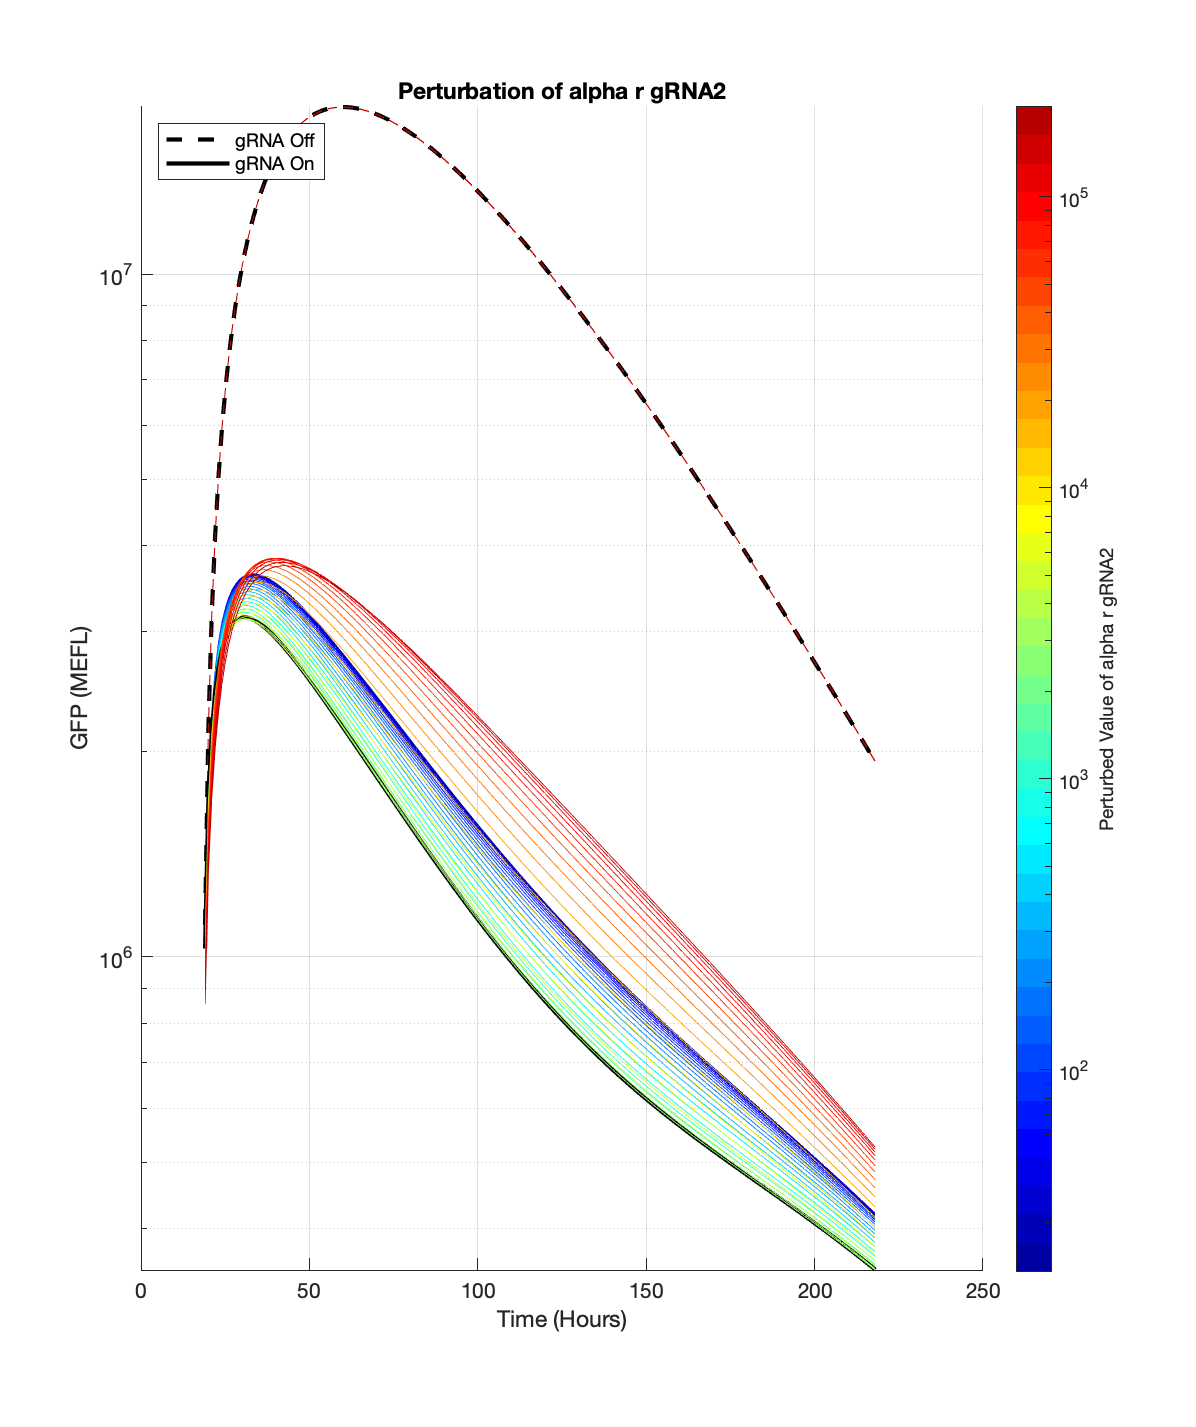 Perturbation of alpha r gRNA2
gRNA Off
gRNA On
10^7
10^6
GFP (MEFL)
0
50
100
150
200
250
Time (Hours)
10^5
10^4
10^3
10^2
Perturbed Value of alpha r gRNA2